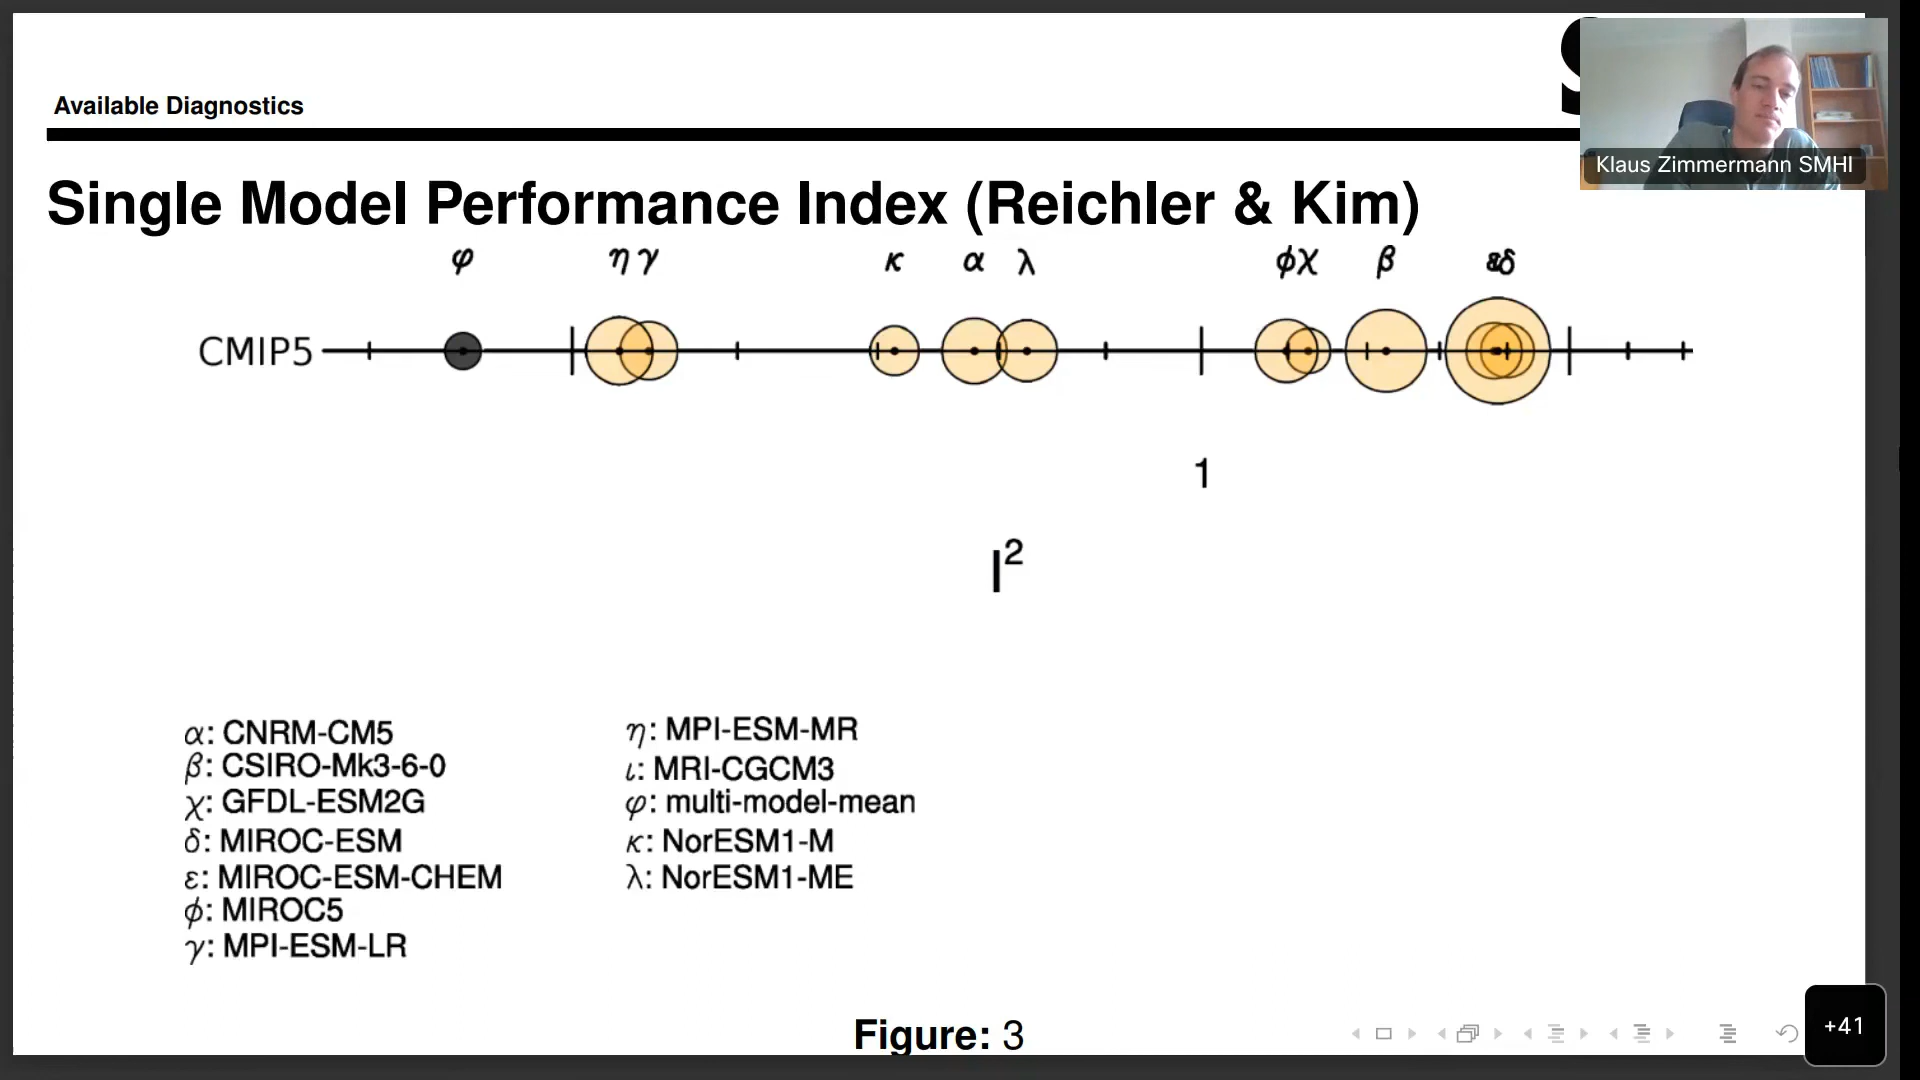 Available Diagnostics
Klaus Zimmermann SMHI
Single Model Performance Index (Reichler & Kim)
φ η γ κ α λ ϕ χ β δ
CMIP5
1
I²
α: CNRM-CM5
β: CSIRO-Mk3-6-0
χ: GFDL-ESM2G
δ: MIROC-ESM
ε: MIROC-ESM-CHEM
ϕ: MIROC5
γ: MPI-ESM-LR
η: MPI-ESM-MR
ι: MRI-CGCM3
φ: multi-model-mean
κ: NorESM1-M
λ: NorESM1-ME
Figure: 3
+41